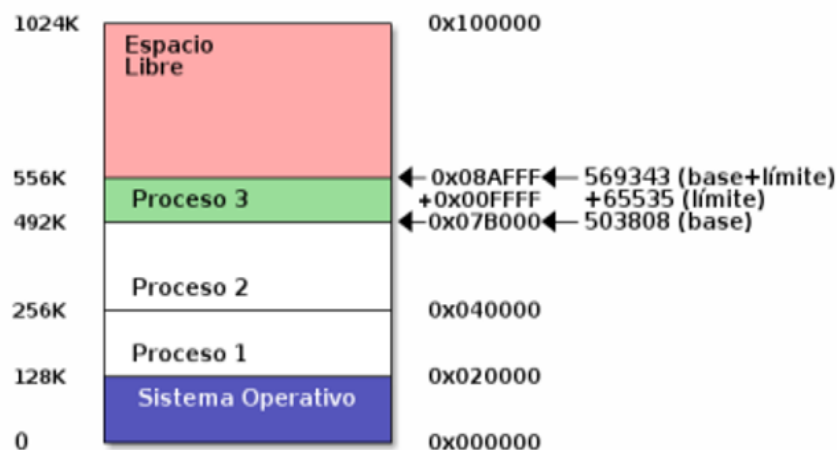 1024K
Espacio
Libre
0x100000
556K
0x08AFFF
569343 (base+límite)
Proceso 3
+0x00FFFF
+65535 (límite)
492K
0x07B000
503808 (base)
Proceso 2
256K
0x040000
Proceso 1
128K
0x020000
Sistema Operativo
0
0x000000